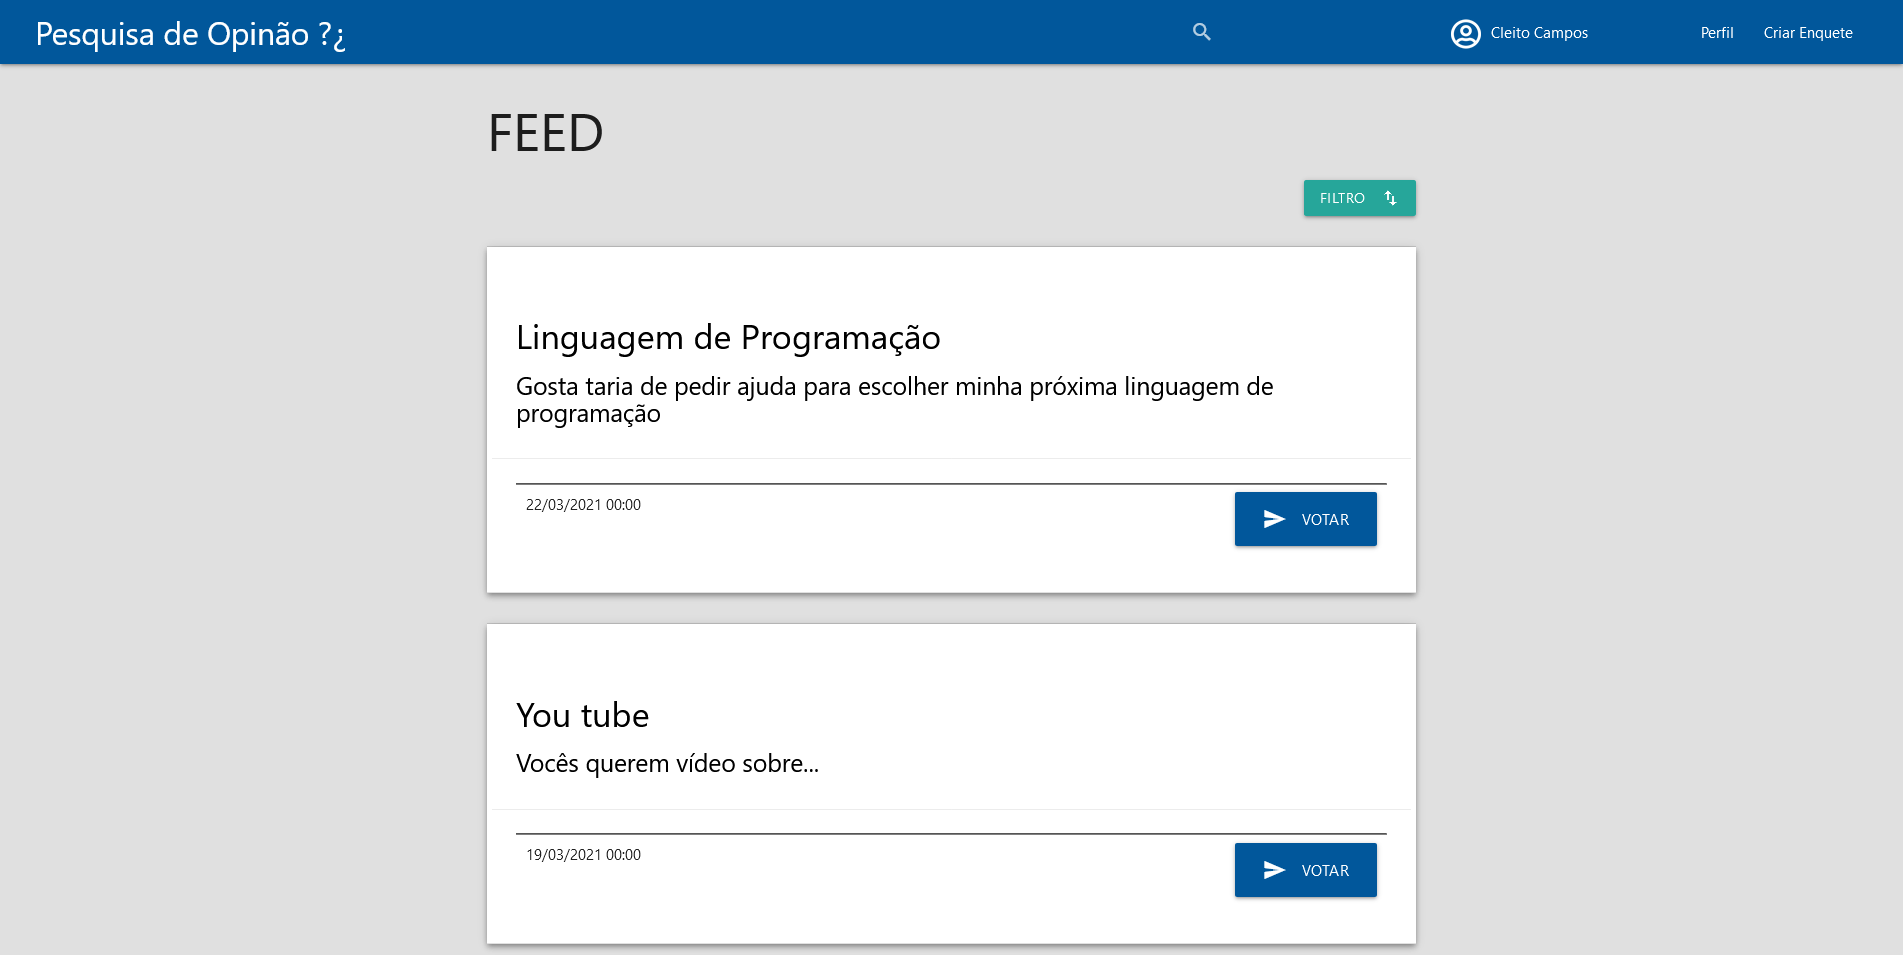 Pesquisa de Opinão ?¿
Cleito Campos
Perfil
Criar Enquete
FEED
FILTRO
Linguagem de Programação
Gosta taria de pedir ajuda para escolher minha próxima linguagem de
programação
22/03/2021 00:00
VOTAR
You tube
Vocês querem vídeo sobre...
19/03/2021 00:00
VOTAR